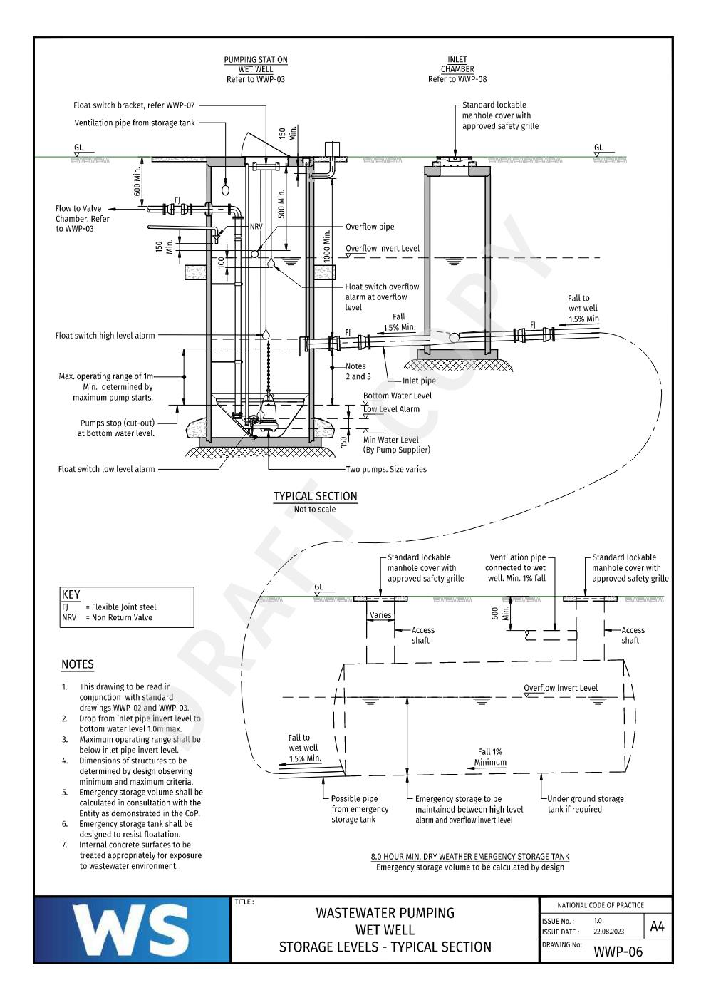 PUMPING STATION
WET WELL
Refer to WWP-03
INLET
CHAMBER
Refer to WWP-08
Float switch bracket, refer WWP-07
Ventilation pipe from storage tank
150
Min.
Standard lockable
manhole cover with
approved safety grille
GL
GL
600 Min.
FJ
Flow to Valve
Chamber. Refer
to WWP-03
NRV
500 Min.
1000 Min.
150
Min.
100
Overflow pipe
Overflow Invert Level
Float switch overflow
alarm at overflow
level
Fall to
wet well
1.5% Min
Fall
1.5% Min.
FJ
FJ
Float switch high level alarm
Notes
2 and 3
Inlet pipe
Max. operating range of 1m
Min. determined by
maximum pump starts.
Bottom Water Level
Low Level Alarm
Pumps stop (cut-out)
at bottom water level.
150
Min Water Level
(By Pump Supplier)
Float switch low level alarm
Two pumps. Size varies
TYPICAL SECTION
Not to scale
DRAFT COPY
Standard lockable
manhole cover with
approved safety grille
Ventilation pipe
connected to wet
well. Min. 1% fall
Standard lockable
manhole cover with
approved safety grille
GL
Varies
600
Min.
Access
shaft
Access
shaft
Overflow Invert Level
Fall to
wet well
1.5% Min.
Fall 1%
Minimum
Possible pipe
from emergency
storage tank
Emergency storage to be
maintained between high level
alarm and overflow invert level
Under ground storage
tank if required
8.0 HOUR MIN. DRY WEATHER EMERGENCY STORAGE TANK
Emergency storage volume to be calculated by design
KEY
FJ = Flexible Joint steel
NRV = Non Return Valve
NOTES
1. This drawing to be read in
conjunction with standard
drawings WWP-02 and WWP-03.
2. Drop from inlet pipe invert level to
bottom water level 1.0m max.
3. Maximum operating range shall be
below inlet pipe invert level.
4. Dimensions of structures to be
determined by design observing
minimum and maximum criteria.
5. Emergency storage volume shall be
calculated in consultation with the
Entity as demonstrated in the CoP.
6. Emergency storage tank shall be
designed to resist floatation.
7. Internal concrete surfaces to be
treated appropriately for exposure
to wastewater environment.
WS
TITLE :
WASTEWATER PUMPING
WET WELL
STORAGE LEVELS - TYPICAL SECTION
NATIONAL CODE OF PRACTICE
ISSUE No. : 1.0
ISSUE DATE : 22.08.2023
A4
DRAWING No: WWP-06